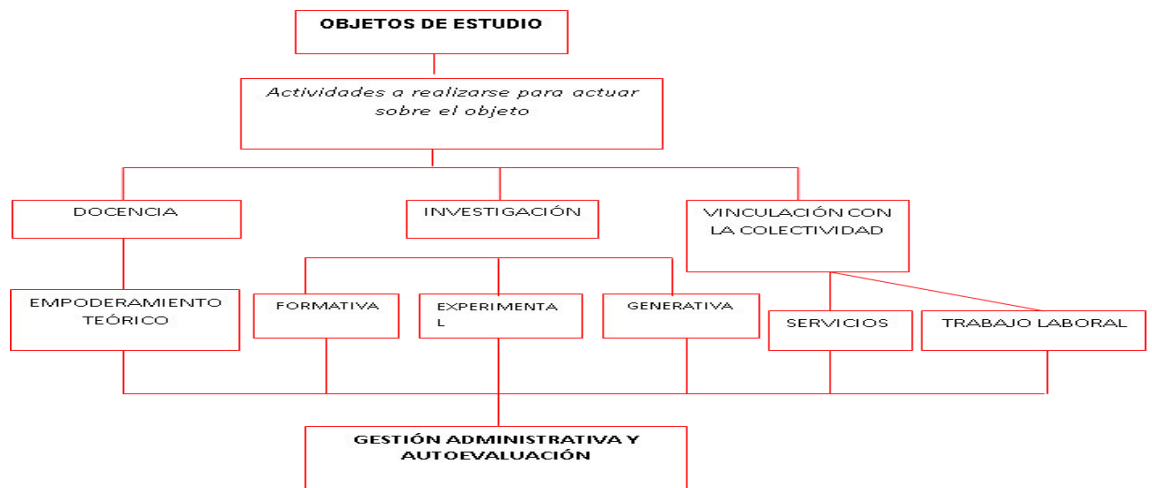 OBJETOS DE ESTUDIO
Actividades a realizarse para actuar
sobre el objeto
DOCENCIA
INVESTIGACIÓN
VINCULACIÓN CON
LA COLECTIVIDAD
EMPODERAMIENTO
TEÓRICO
FORMATIVA
EXPERIMENTA
L
GENERATIVA
SERVICIOS
TRABAJO LABORAL
GESTIÓN ADMINISTRATIVA Y
AUTOEVALUACIÓN